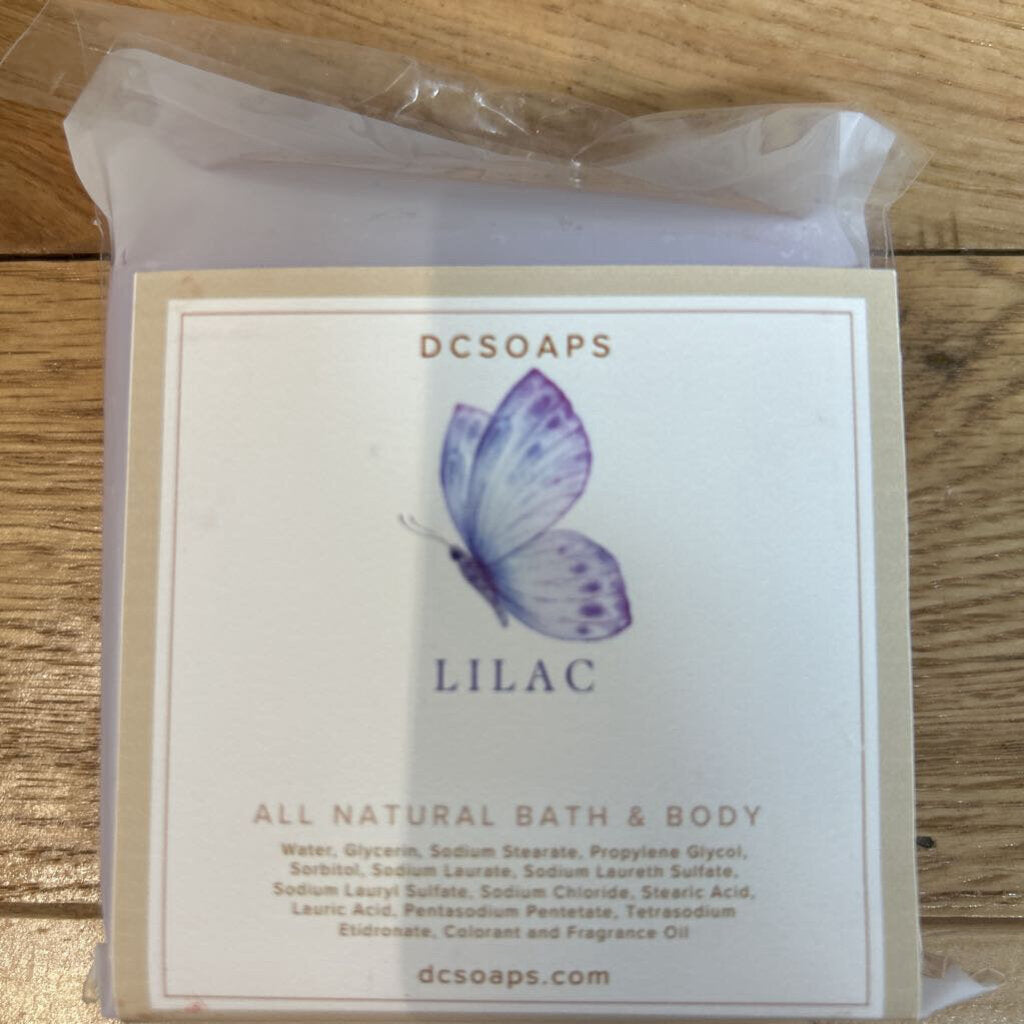 DCSOAPS
LILAC
ALL NATURAL BATH & BODY
Water, Glycerin, Sodium Stearate, Propylene Glycol,
Sorbitol, Sodium Laurate, Sodium Laureth Sulfate,
Sodium Lauryl Sulfate, Sodium Chloride, Stearic Acid,
Lauric Acid, Pentasodium Pentetate, Tetrasodium
Etidronate, Colorant and Fragrance Oil
dcsoaps.com